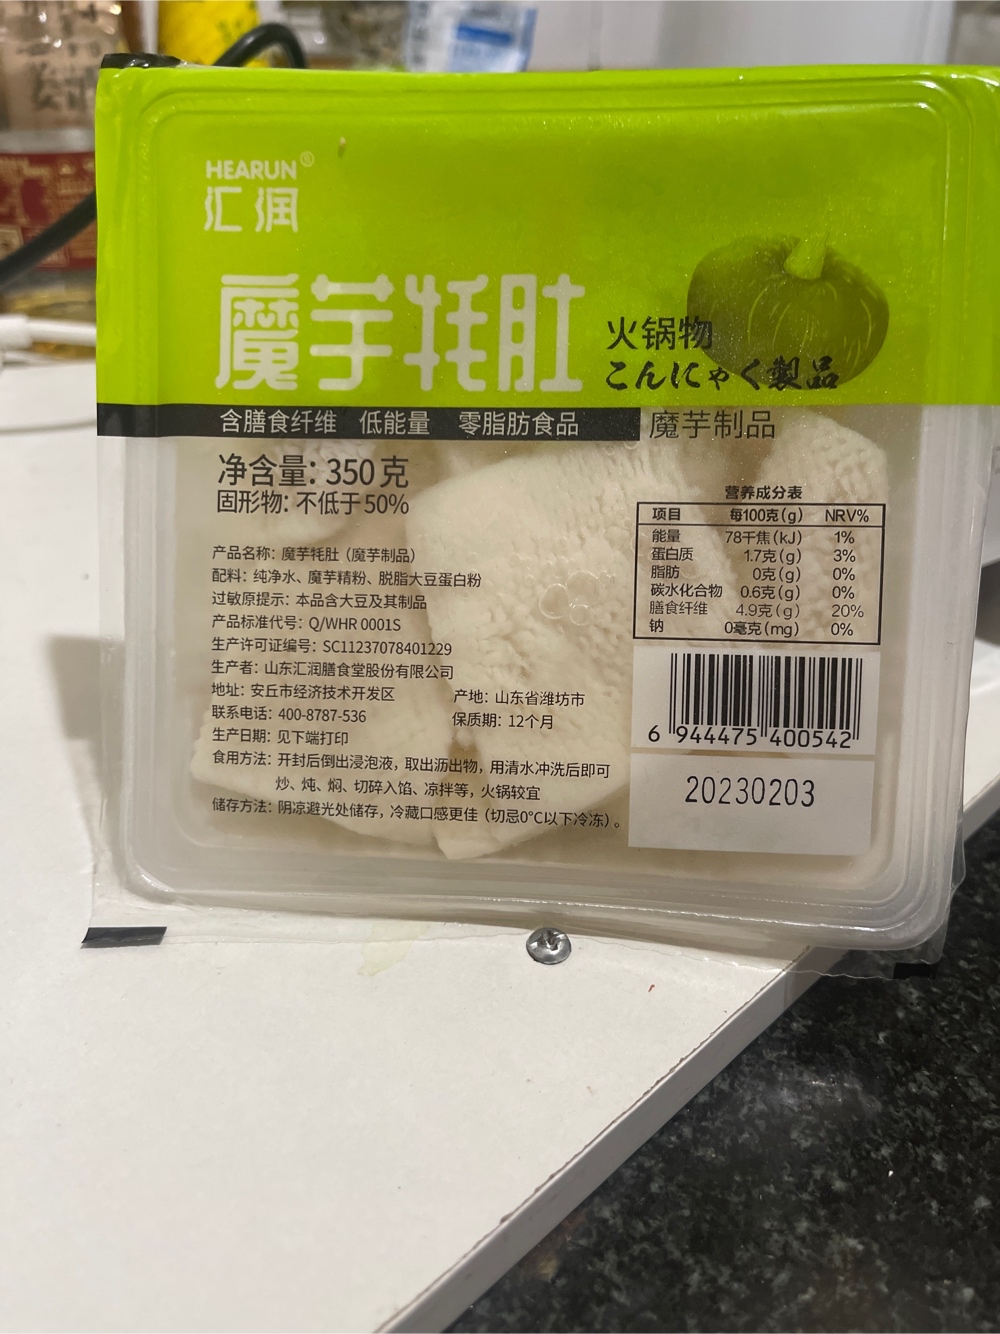 HEARUN®
汇润
魔芋牦肚
火锅物
こんにゃく製品
含膳食纤维 低能量 零脂肪食品
魔芋制品
净含量: 350克
固形物: 不低于50%
产品名称: 魔芋牦肚（魔芋制品）
配料: 纯净水、魔芋精粉、脱脂大豆蛋白粉
过敏原提示: 本品含大豆及其制品
产品标准代号: Q/WHR 0001S
生产许可证编号: SC11237078401229
生产者: 山东汇润膳食堂股份有限公司
地址: 安丘市经济技术开发区 产地: 山东省潍坊市
联系电话: 400-8787-536 保质期: 12个月
生产日期: 见下端打印
食用方法: 开封后倒出浸泡液，取出沥出物，用清水冲洗后即可
炒、炖、焖、切碎入馅、凉拌等，火锅较宜
储存方法: 阴凉避光处储存，冷藏口感更佳（切忌0°C以下冷冻）。
营养成分表
项目 每100克(g) NRV%
能量 78千焦(kJ) 1%
蛋白质 1.7克(g) 3%
脂肪 0克(g) 0%
碳水化合物 0.6克(g) 0%
膳食纤维 4.9克(g) 20%
钠 0毫克(mg) 0%
6 944475 400542
20230203